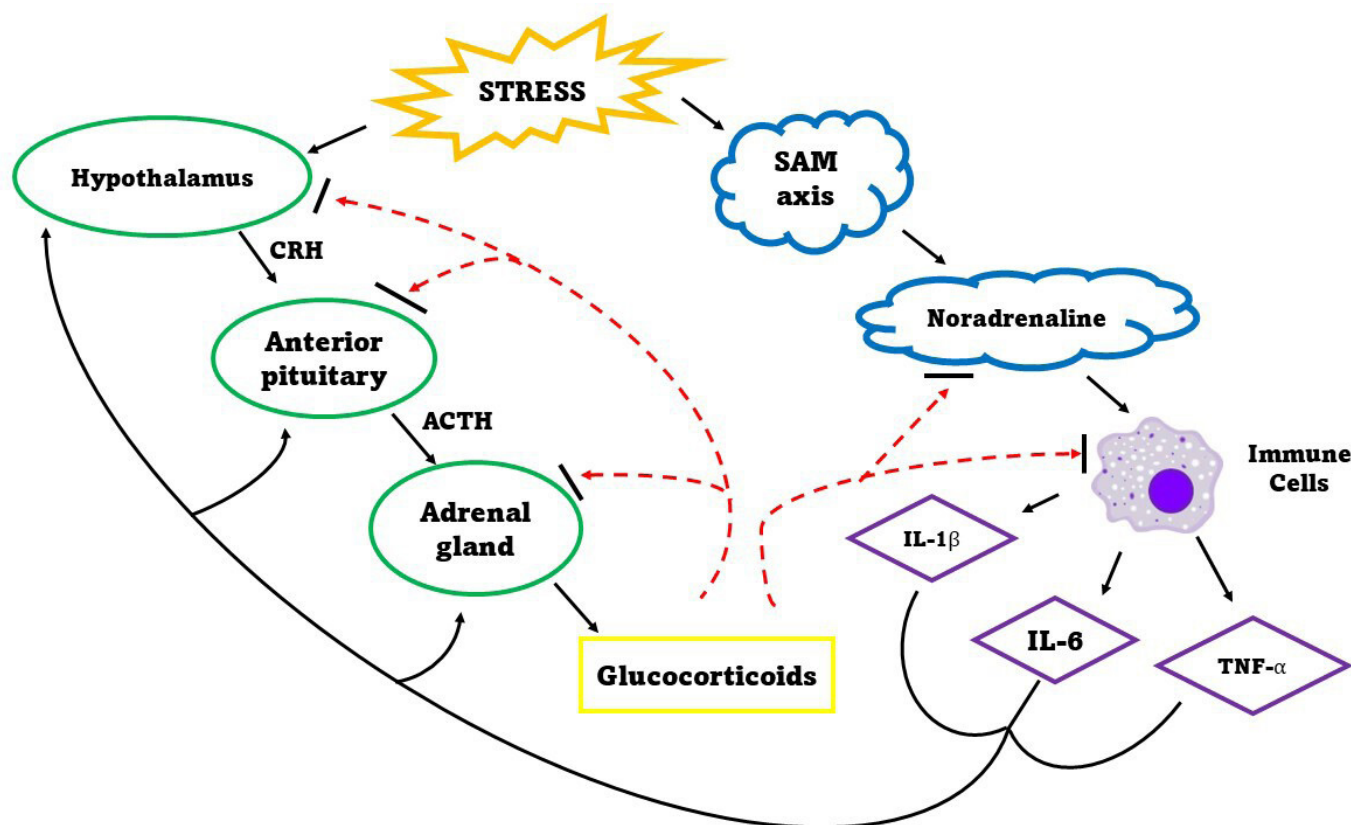 STRESS
Hypothalamus
SAM
axis
CRH
Noradrenaline
Anterior
pituitary
ACTH
Immune
Cells
Adrenal
gland
IL-1β
IL-6
TNF-α
Glucocorticoids